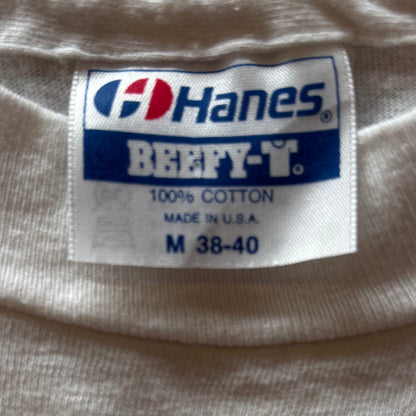 Hanes®
BEEFY-T®
100% COTTON
MADE IN U.S.A.
M 38-40